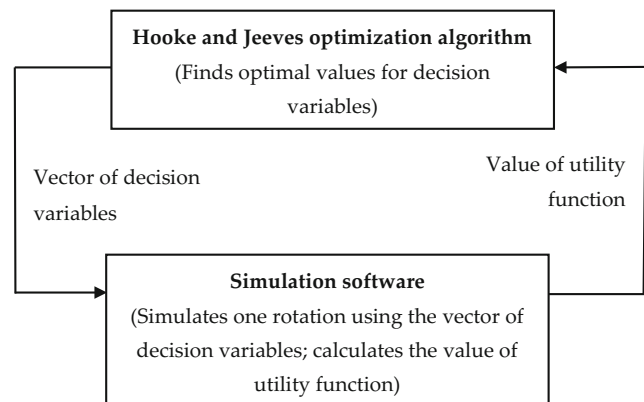 Hooke and Jeeves optimization algorithm
(Finds optimal values for decision
variables)
Vector of decision
variables
Value of utility
function
Simulation software
(Simulates one rotation using the vector of
decision variables; calculates the value of
utility function)